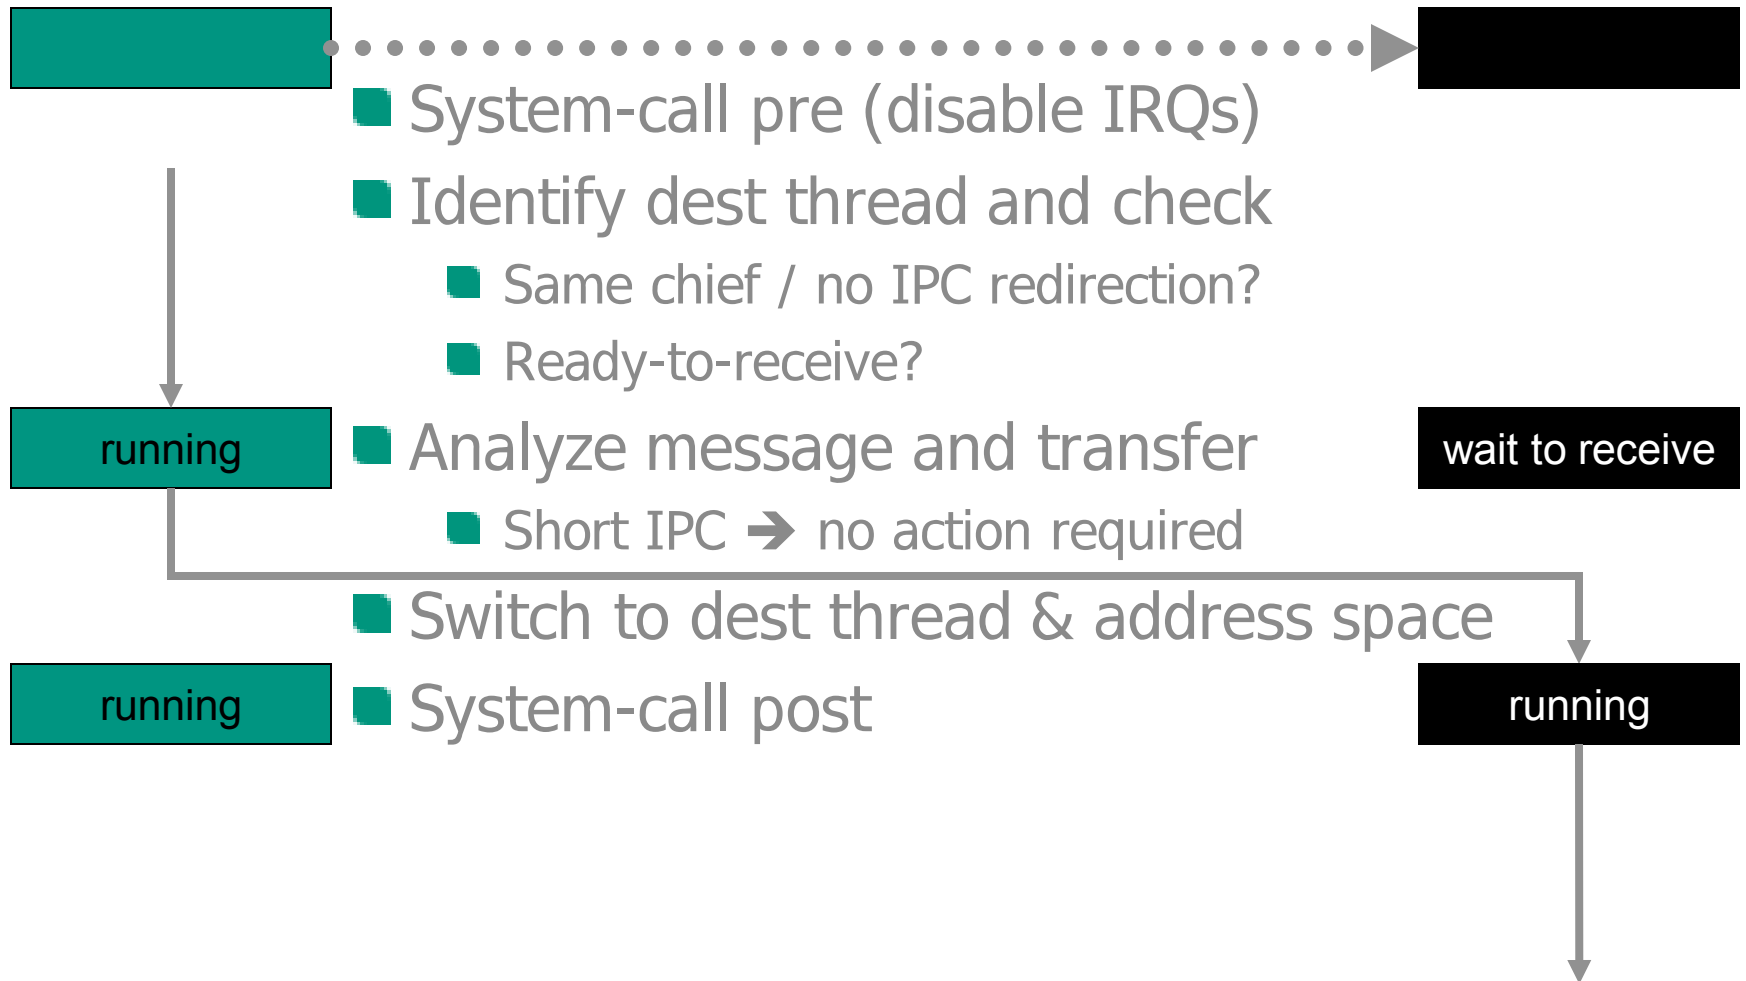 System-call pre (disable IRQs)
Identify dest thread and check
Same chief / no IPC redirection?
Ready-to-receive?
running
Analyze message and transfer
wait to receive
Short IPC ➔ no action required
Switch to dest thread & address space
running
System-call post
running